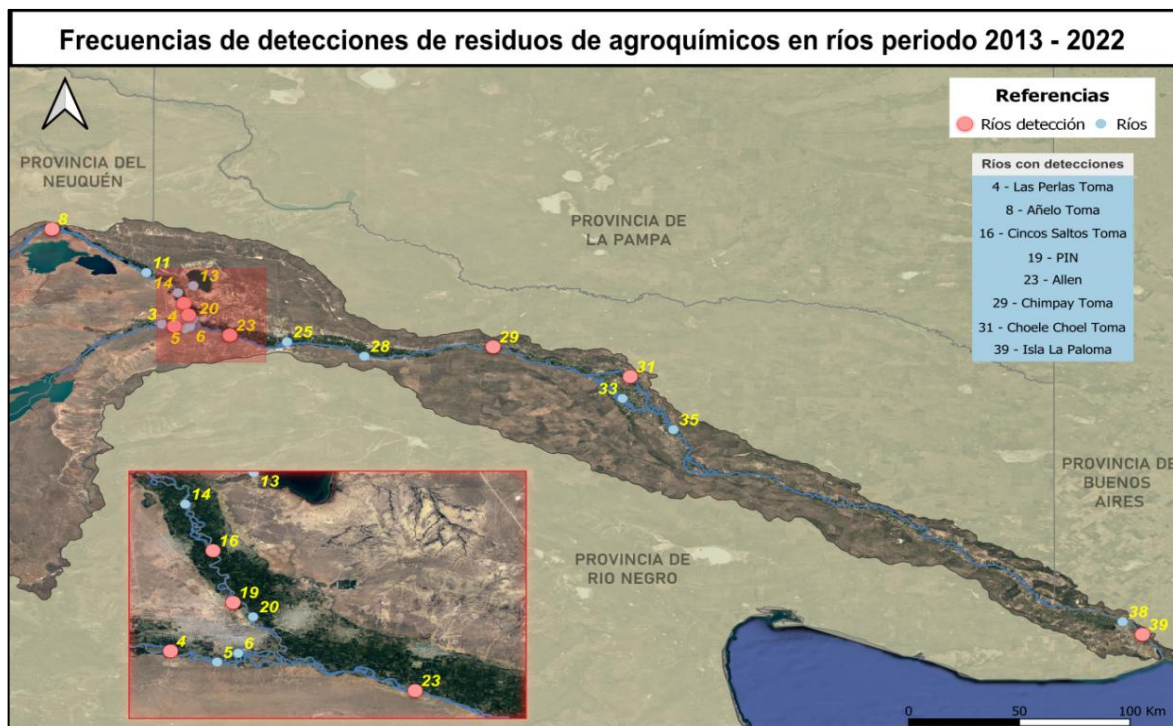 Frecuencias de detecciones de residuos de agroquímicos en ríos periodo 2013 - 2022
Referencias
Ríos detección Ríos
Ríos con detecciones
4 - Las Perlas Toma
8 - Añelo Toma
16 - Cincos Saltos Toma
19 - PIN
23 - Allen
29 - Chimpay Toma
31 - Choele Choel Toma
39 - Isla La Paloma
PROVINCIA DEL
NEUQUÉN
PROVINCIA DE
LA PAMPA
PROVINCIA DE
BUENOS
AIRES
PROVINCIA DE
RIO NEGRO
8
11
13
14
20
3
4
5
6
23
25
28
29
31
33
35
38
39
13
14
16
19
20
4
5
6
23
0 50 100 Km